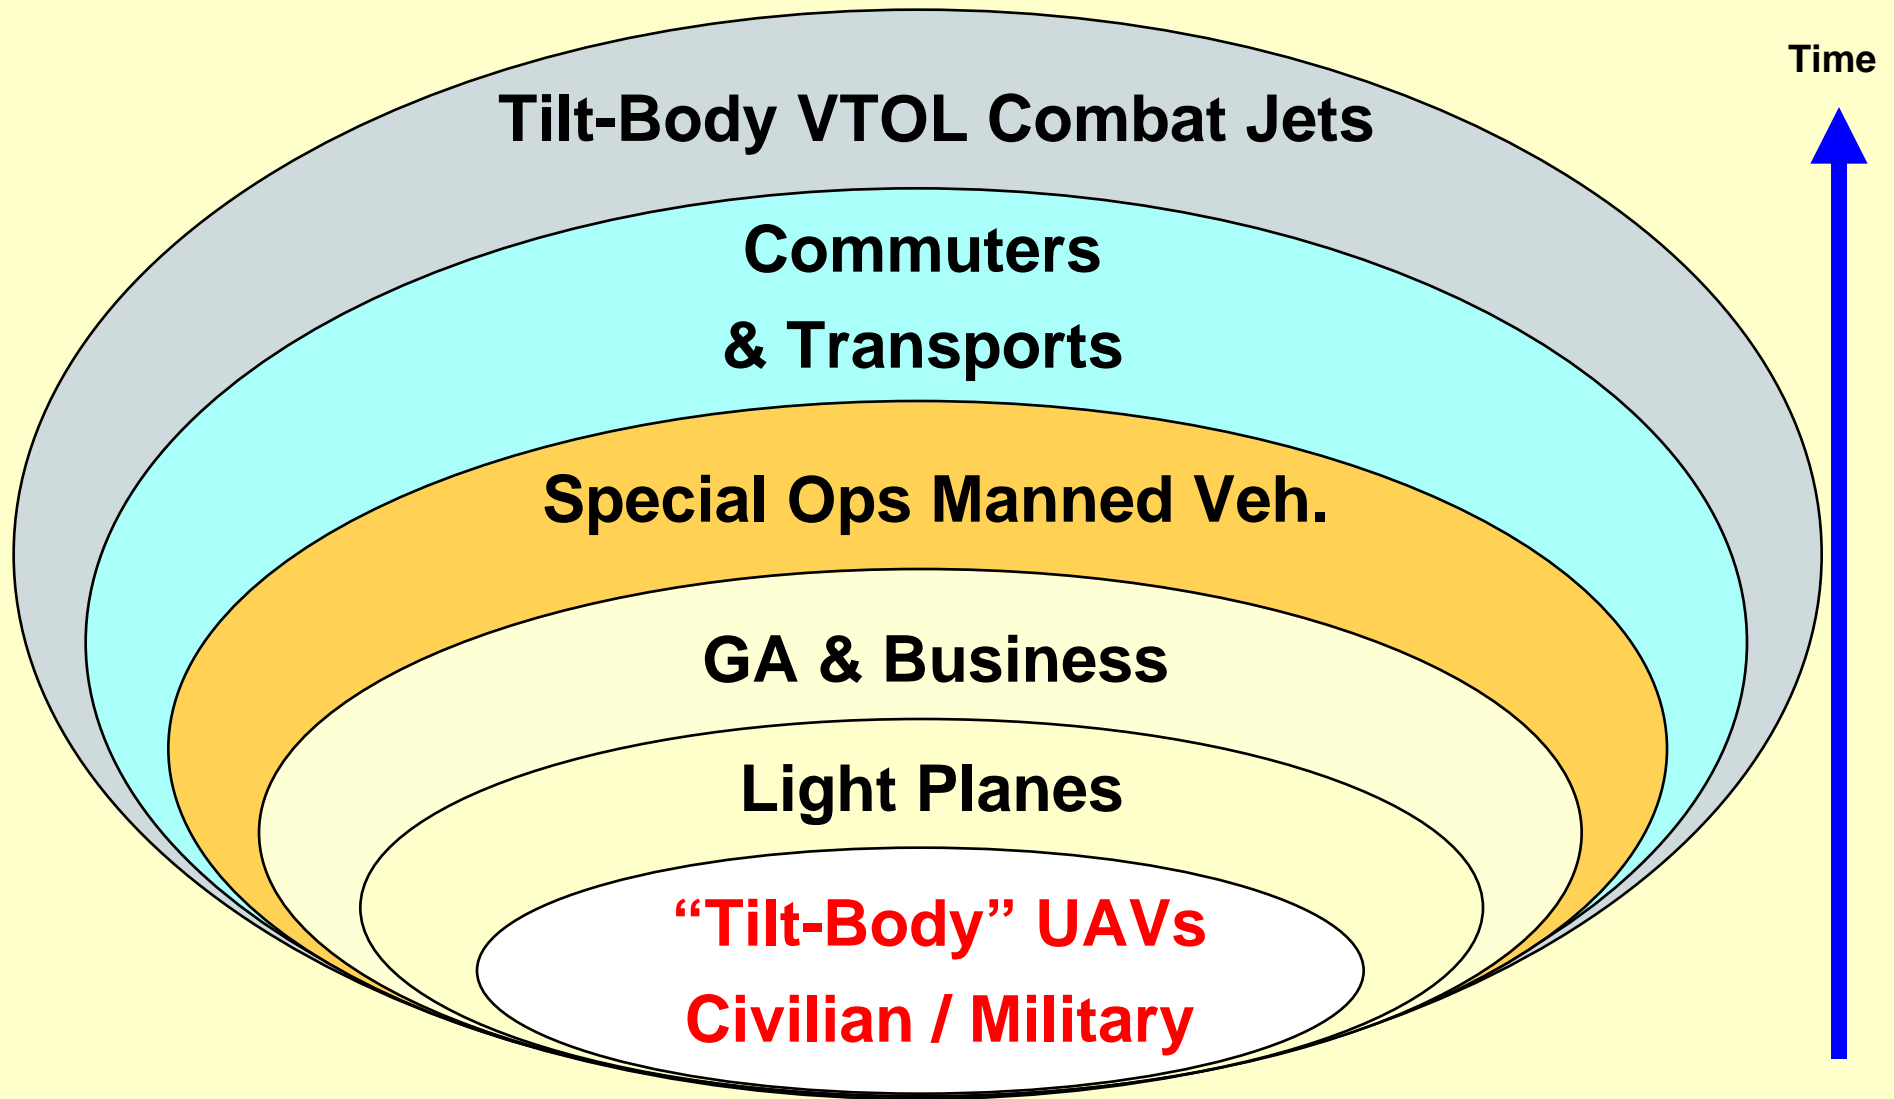 Time
Tilt-Body VTOL Combat Jets
Commuters
& Transports
Special Ops Manned Veh.
GA & Business
Light Planes
“Tilt-Body” UAVs
Civilian / Military